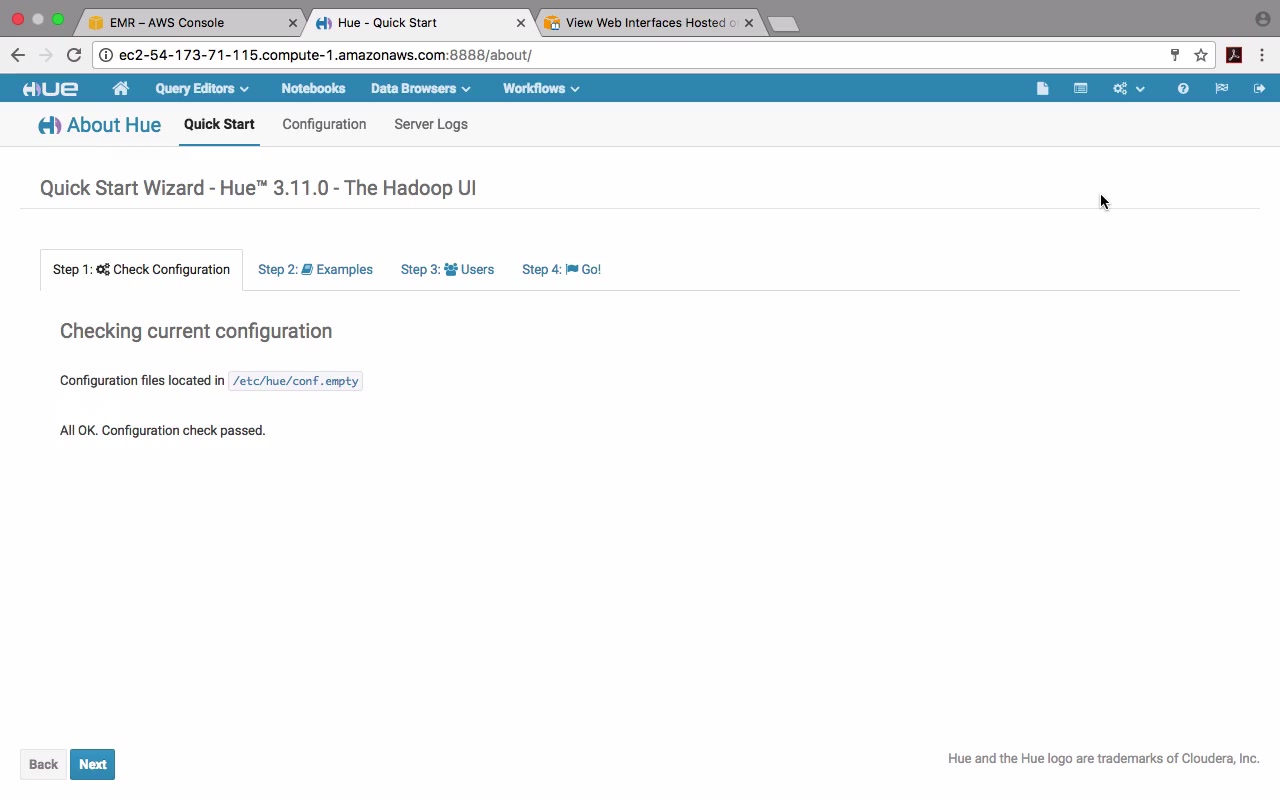 EMR – AWS Console
Hue - Quick Start
View Web Interfaces Hosted o
ec2-54-173-71-115.compute-1.amazonaws.com:8888/about/
HUE
Query Editors
Notebooks
Data Browsers
Workflows
About Hue
Quick Start
Configuration
Server Logs
Quick Start Wizard - Hue™ 3.11.0 - The Hadoop UI
Step 1: Check Configuration
Step 2: Examples
Step 3: Users
Step 4: Go!
Checking current configuration
Configuration files located in /etc/hue/conf.empty
All OK. Configuration check passed.
Back
Next
Hue and the Hue logo are trademarks of Cloudera, Inc.